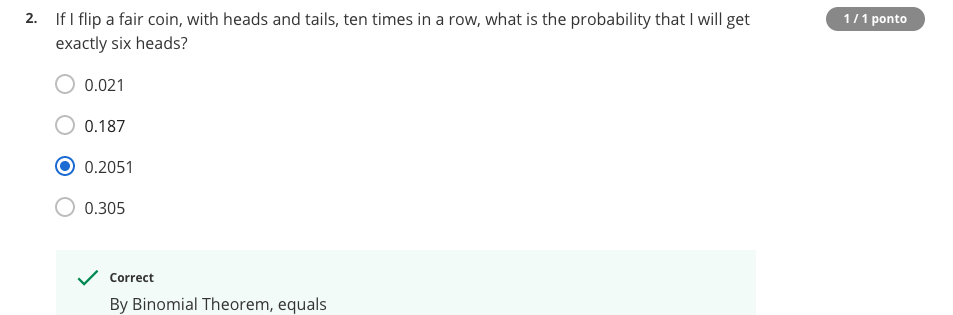 2. If I flip a fair coin, with heads and tails, ten times in a row, what is the probability that I will get
exactly six heads?
1 / 1 ponto
0.021
0.187
0.2051
0.305
Correct
By Binomial Theorem, equals